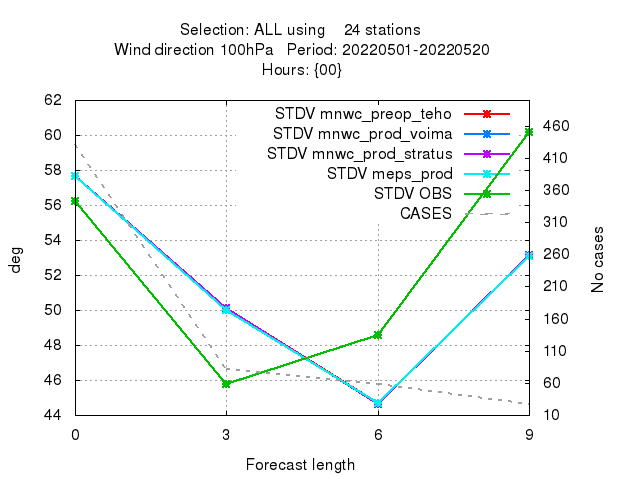 Selection: ALL using    24 stations
Wind direction 100hPa   Period: 20220501-20220520
Hours: {00}
STDV mnwc_preop_teho
STDV mnwc_prod_voima
STDV mnwc_prod_stratus
STDV meps_prod
STDV OBS
CASES
62
60
58
56
54
52
50
48
46
44
deg
460
410
360
310
260
210
160
110
60
10
No cases
0 3 6 9
Forecast length